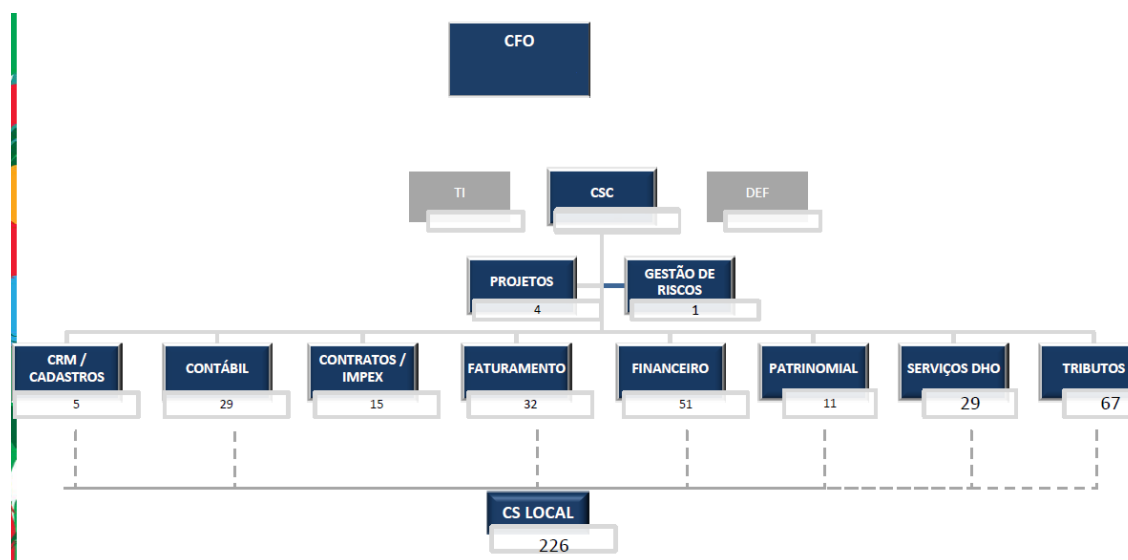 CFO
TI
CSC
DEF
PROJETOS
4
GESTÃO DE
RISCOS
1
CRM /
CADASTROS
5
CONTÁBIL
29
CONTRATOS /
IMPEX
15
FATURAMENTO
32
FINANCEIRO
51
PATRINOMIAL
11
SERVIÇOS DHO
29
TRIBUTOS
67
CS LOCAL
226